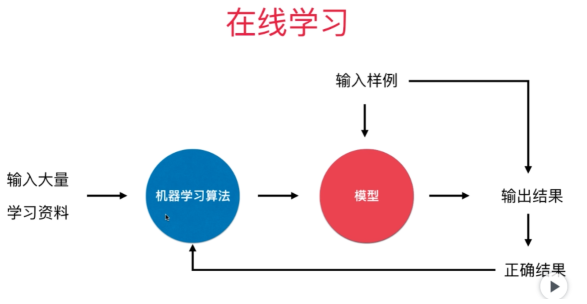 在线学习
输入样例
输入大量
学习资料
机器学习算法
模型
输出结果
正确结果